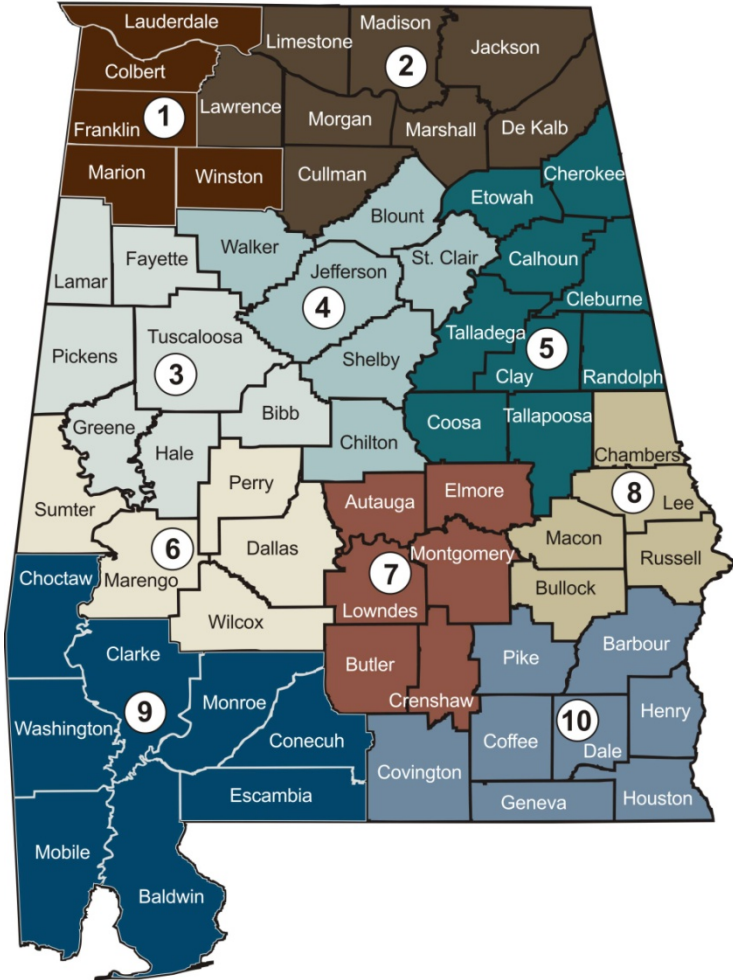 Lauderdale
Limestone
Madison
Jackson
Colbert
2
Lawrence
Franklin
1
Morgan
Marshall
De Kalb
Marion
Winston
Cullman
Cherokee
Etowah
Blount
Walker
Fayette
St. Clair
Calhoun
Lamar
Jefferson
Cleburne
4
Tuscaloosa
Talladega
Pickens
Shelby
5
3
Clay
Randolph
Bibb
Greene
Tallapoosa
Coosa
Chilton
Hale
Chambers
Perry
Elmore
Autauga
8
Lee
Sumter
Macon
6
Dallas
Montgomery
Russell
Choctaw
Marengo
7
Bullock
Lowndes
Wilcox
Barbour
Clarke
Pike
Butler
Monroe
Crenshaw
9
Henry
Washington
10
Conecuh
Coffee
Dale
Covington
Escambia
Geneva
Houston
Mobile
Baldwin